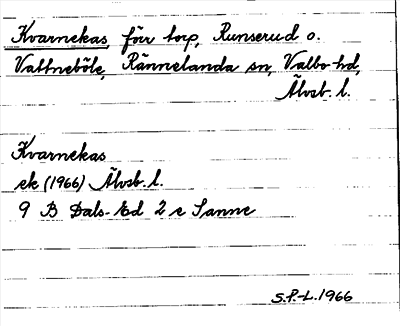 Kvarnekas, förr torp, Runserud o.
Vattneböle, Rännelanda sn, Valbo hd,
Älvsb. l.
Kvarnekas
ek (1966) Älvsb. l.
9 B Dals-Ed 2 e Sanne
S.P.-L. 1966